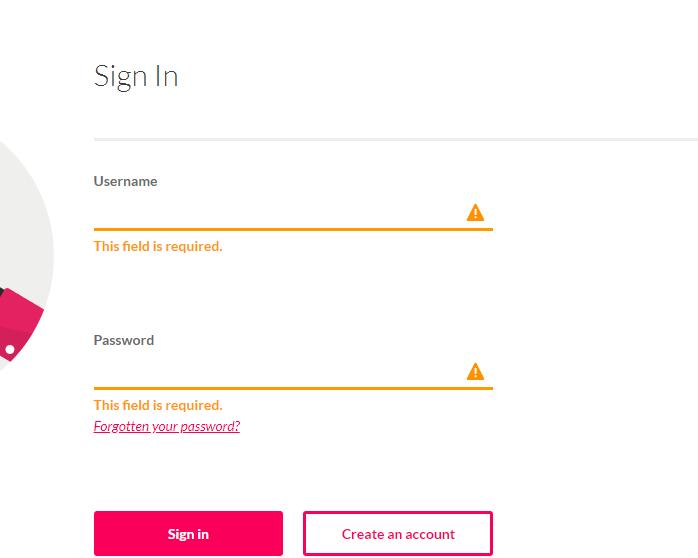 Sign In
Username
This field is required.
Password
This field is required.
Forgotten your password?
Sign in
Create an account